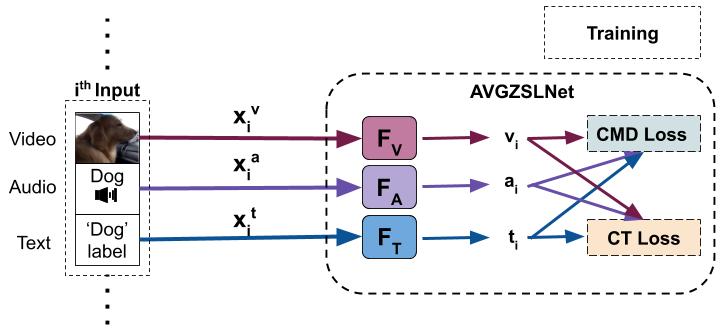 Training
i^th Input
AVGZSLNet
Video
x_i^v
F_V
v_i
CMD Loss
Audio
Dog
x_i^a
F_A
a_i
Text
'Dog'
label
x_i^t
F_T
t_i
CT Loss